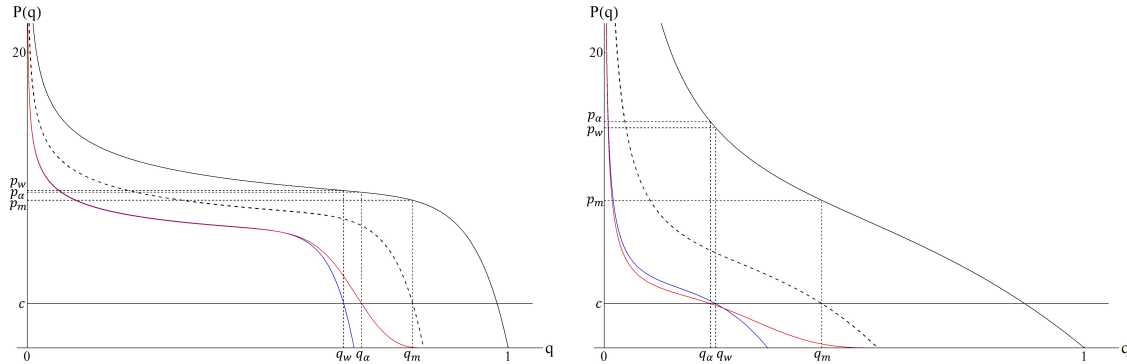 P(q)
20
p_w
p_α
p_m
c
0
q_w q_α q_m
1
q
P(q)
20
p_α
p_w
p_m
c
0
q_α q_w
q_m
1